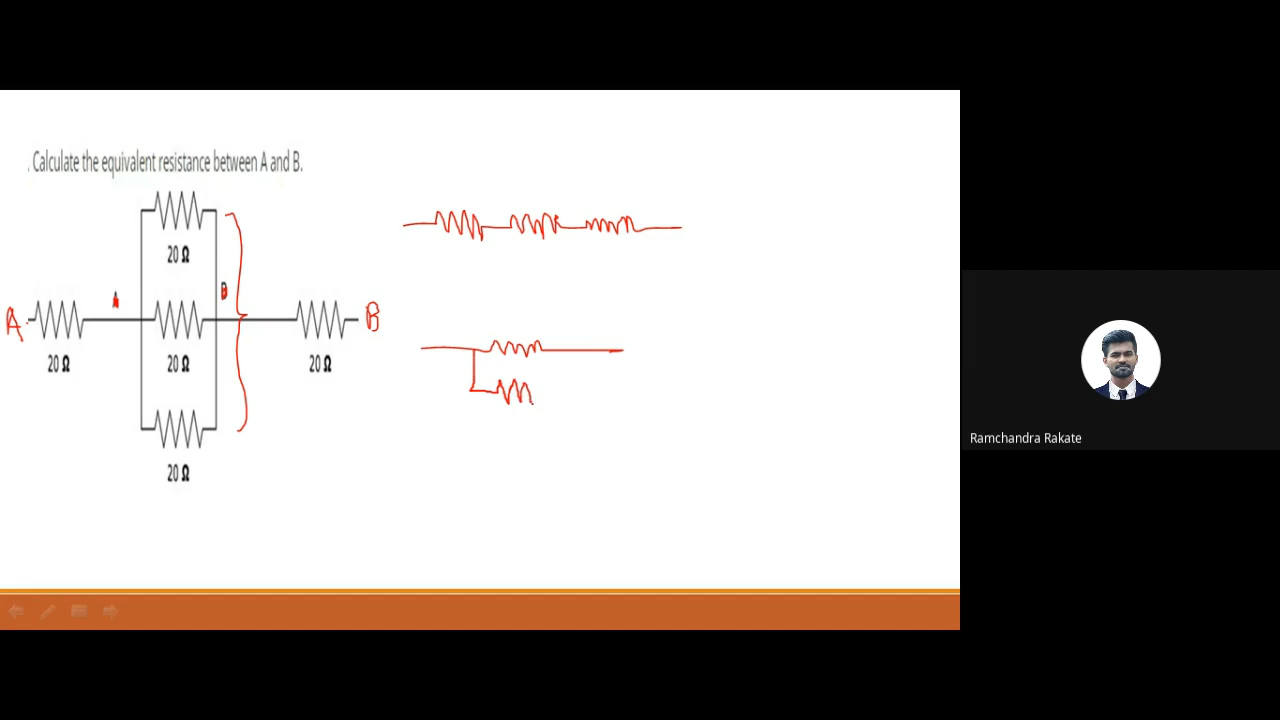 . Calculate the equivalent resistance between A and B.
20 Ω
A B
A 20 Ω 20 Ω 20 Ω B
20 Ω
Ramchandra Rakate